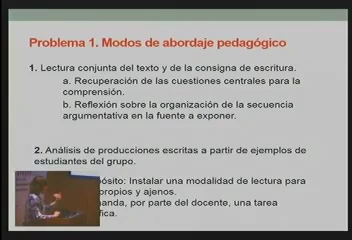 Problema 1. Modos de abordaje pedagógico
1. Lectura conjunta del texto y de la consigna de escritura.
a. Recuperación de las cuestiones centrales para la
comprensión.
b. Reflexión sobre la organización de la secuencia
argumentativa en la fuente a exponer.
2. Análisis de producciones escritas a partir de ejemplos de
estudiantes del grupo.
pósito: Instalar una modalidad de lectura para
propios y ajenos.
manda, por parte del docente, una tarea
fica.